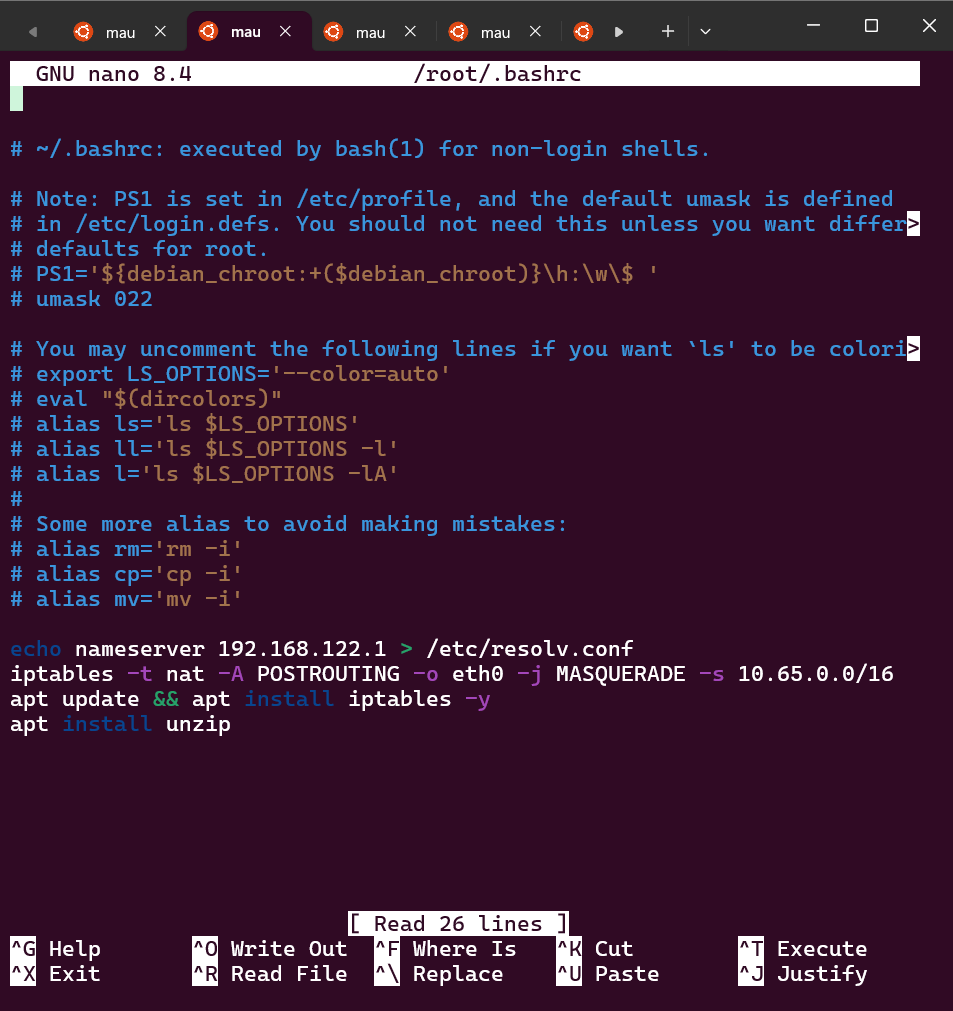 mau mau mau mau
GNU nano 8.4 /root/.bashrc
# ~/.bashrc: executed by bash(1) for non-login shells.
# Note: PS1 is set in /etc/profile, and the default umask is defined
# in /etc/login.defs. You should not need this unless you want differ>
# defaults for root.
# PS1='${debian_chroot:+($debian_chroot)}\h:\w\$ '
# umask 022
# You may uncomment the following lines if you want `ls' to be colori>
# export LS_OPTIONS='--color=auto'
# eval "$(dircolors)"
# alias ls='ls $LS_OPTIONS'
# alias ll='ls $LS_OPTIONS -l'
# alias l='ls $LS_OPTIONS -lA'
#
# Some more alias to avoid making mistakes:
# alias rm='rm -i'
# alias cp='cp -i'
# alias mv='mv -i'
echo nameserver 192.168.122.1 > /etc/resolv.conf
iptables -t nat -A POSTROUTING -o eth0 -j MASQUERADE -s 10.65.0.0/16
apt update && apt install iptables -y
apt install unzip
[ Read 26 lines ]
^G Help ^O Write Out ^F Where Is ^K Cut ^T Execute
^X Exit ^R Read File ^\ Replace ^U Paste ^J Justify